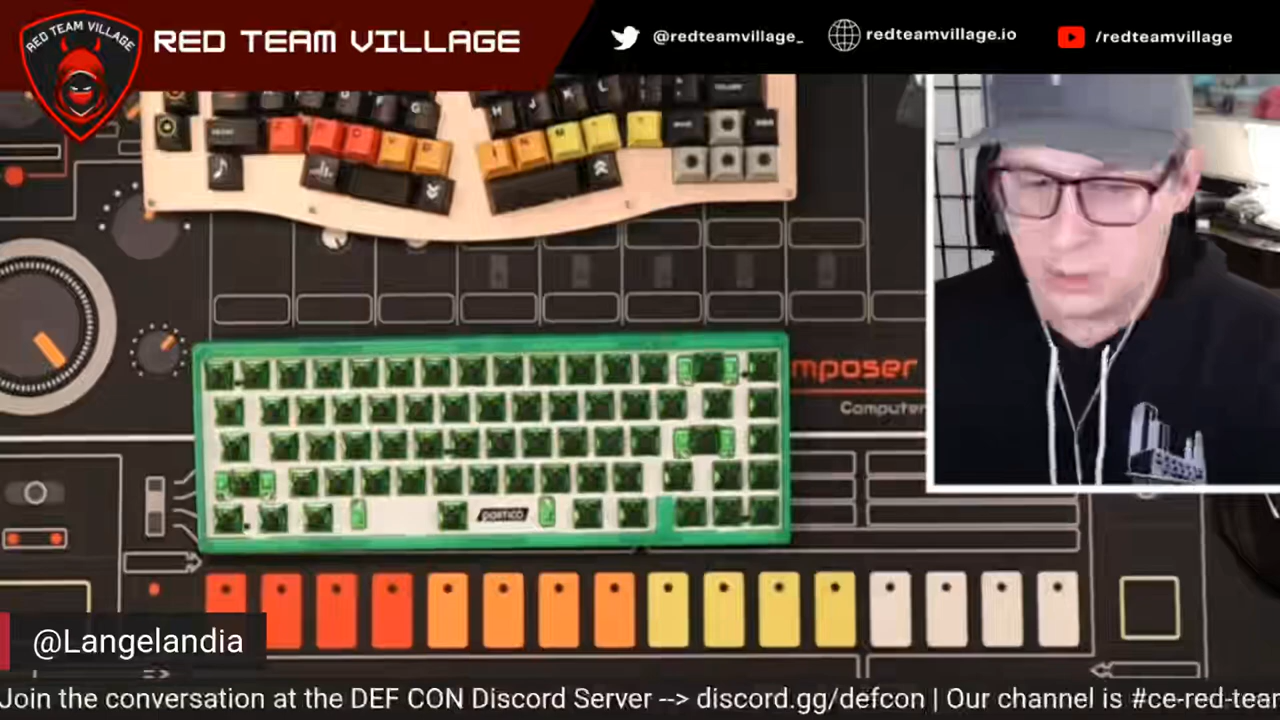 RED TEAM VILLAGE
RED TEAM VILLAGE
@redteamvillage_
redteamvillage.io
/redteamvillage
G
H J K L
N M
mposer
Computer
PORTICO
@Langelandia
Join the conversation at the DEF CON Discord Server --> discord.gg/defcon | Our channel is #ce-red-tear